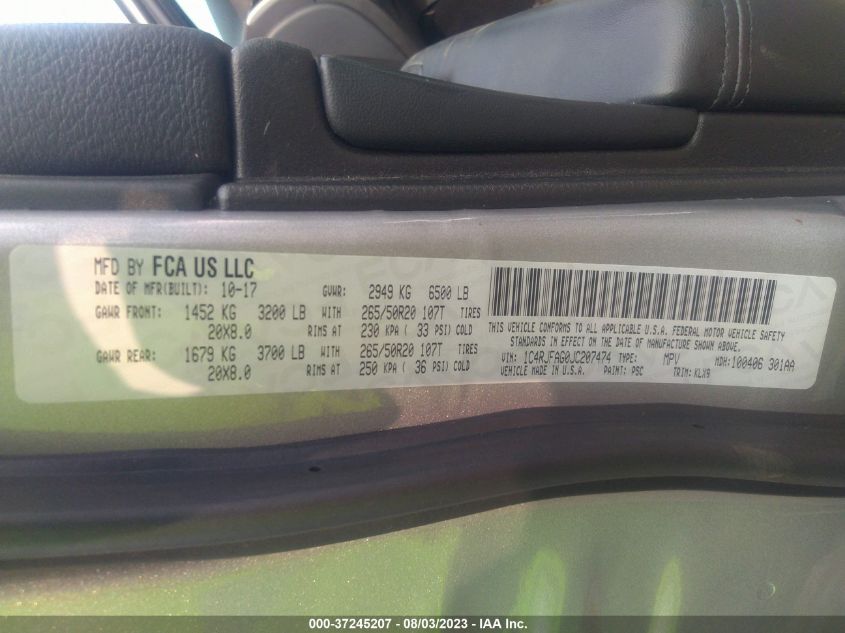 MFD BY FCA US LLC
DATE OF MFR(BUILT): 10-17 GVWR: 2949 KG 6500 LB
GAWR FRONT: 1452 KG 3200 LB WITH 265/50R20 107T TIRES
20X8.0 RIMS AT 230 KPA ( 33 PSI) COLD
GAWR REAR: 1679 KG 3700 LB WITH 265/50R20 107T TIRES
20X8.0 RIMS AT 250 KPA ( 36 PSI) COLD
THIS VEHICLE CONFORMS TO ALL APPLICABLE U.S.A. FEDERAL MOTOR VEHICLE SAFETY
STANDARDS IN EFFECT ON THE DATE OF MANUFACTURE SHOWN ABOVE.
VIN: 1C4RJFAG0JC207474 TYPE: MPV MDH: 100406 301AA
MADE IN U.S.A. PAINT: PSC TRIM: KLX9
000-37245207 - 08/03/2023 - IAA Inc.